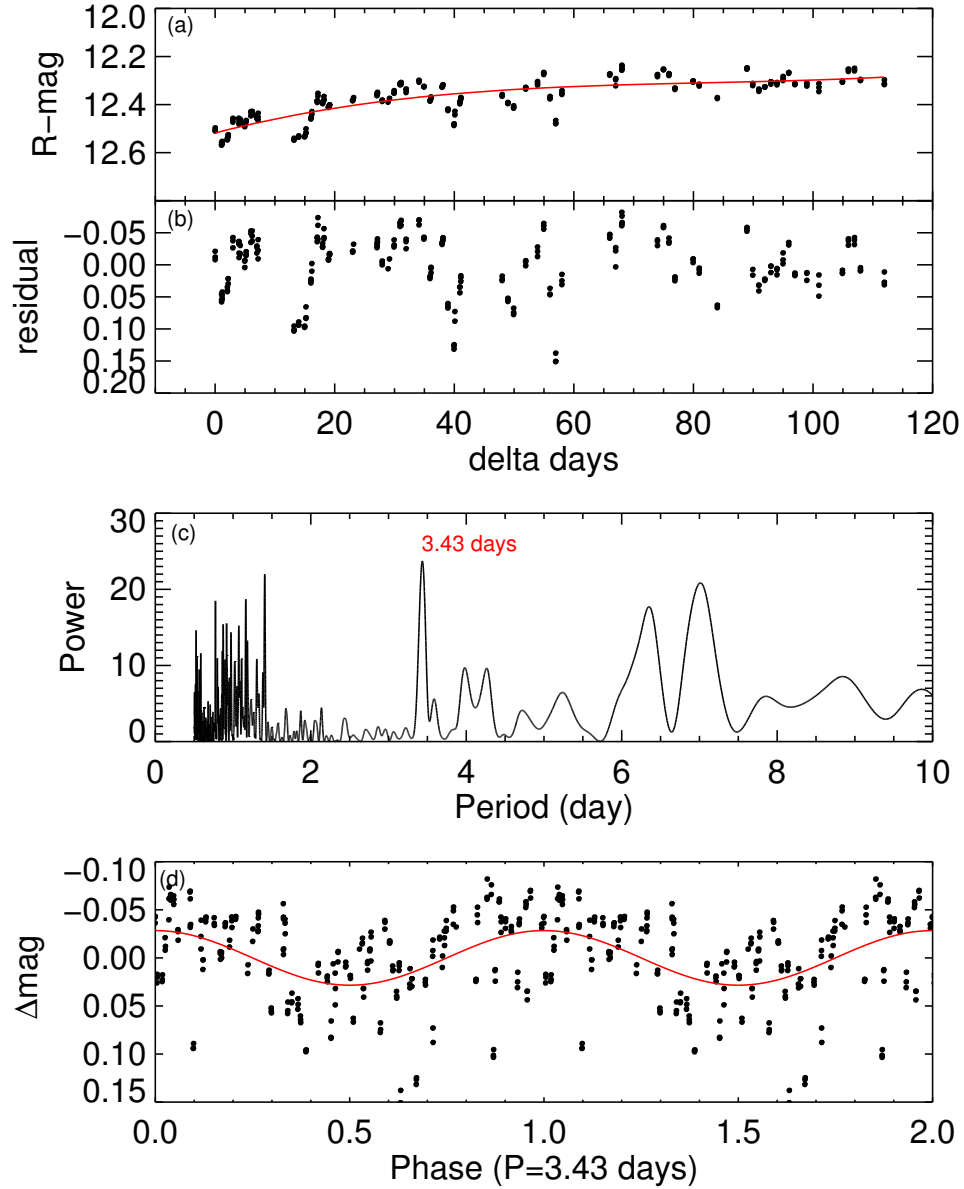 (a)
R−mag
12.0
12.2
12.4
12.6
(b)
residual
−0.05
0.00
0.05
0.10
0.15
0.20
0 20 40 60 80 100 120
delta days
(c)
3.43 days
Power
30
20
10
0
0 2 4 6 8 10
Period (day)
(d)
Δmag
−0.10
−0.05
0.00
0.05
0.10
0.15
0.0 0.5 1.0 1.5 2.0
Phase (P=3.43 days)